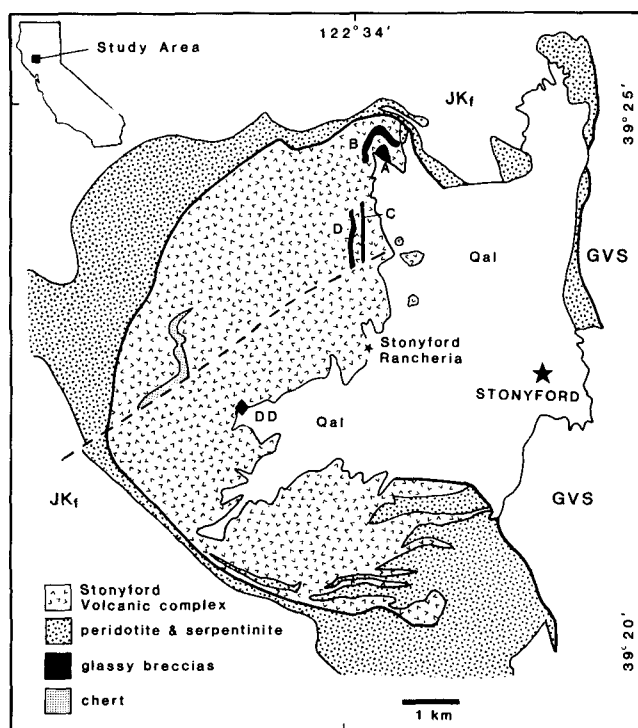 Study Area
122°34′
39°25′
JKf
B
A
C
D
Qal
GVS
Stonyford
Rancheria
STONYFORD
DD
Qal
JKf
GVS
Stonyford
Volcanic complex
peridotite & serpentinite
glassy breccias
chert
39°20′
1 km